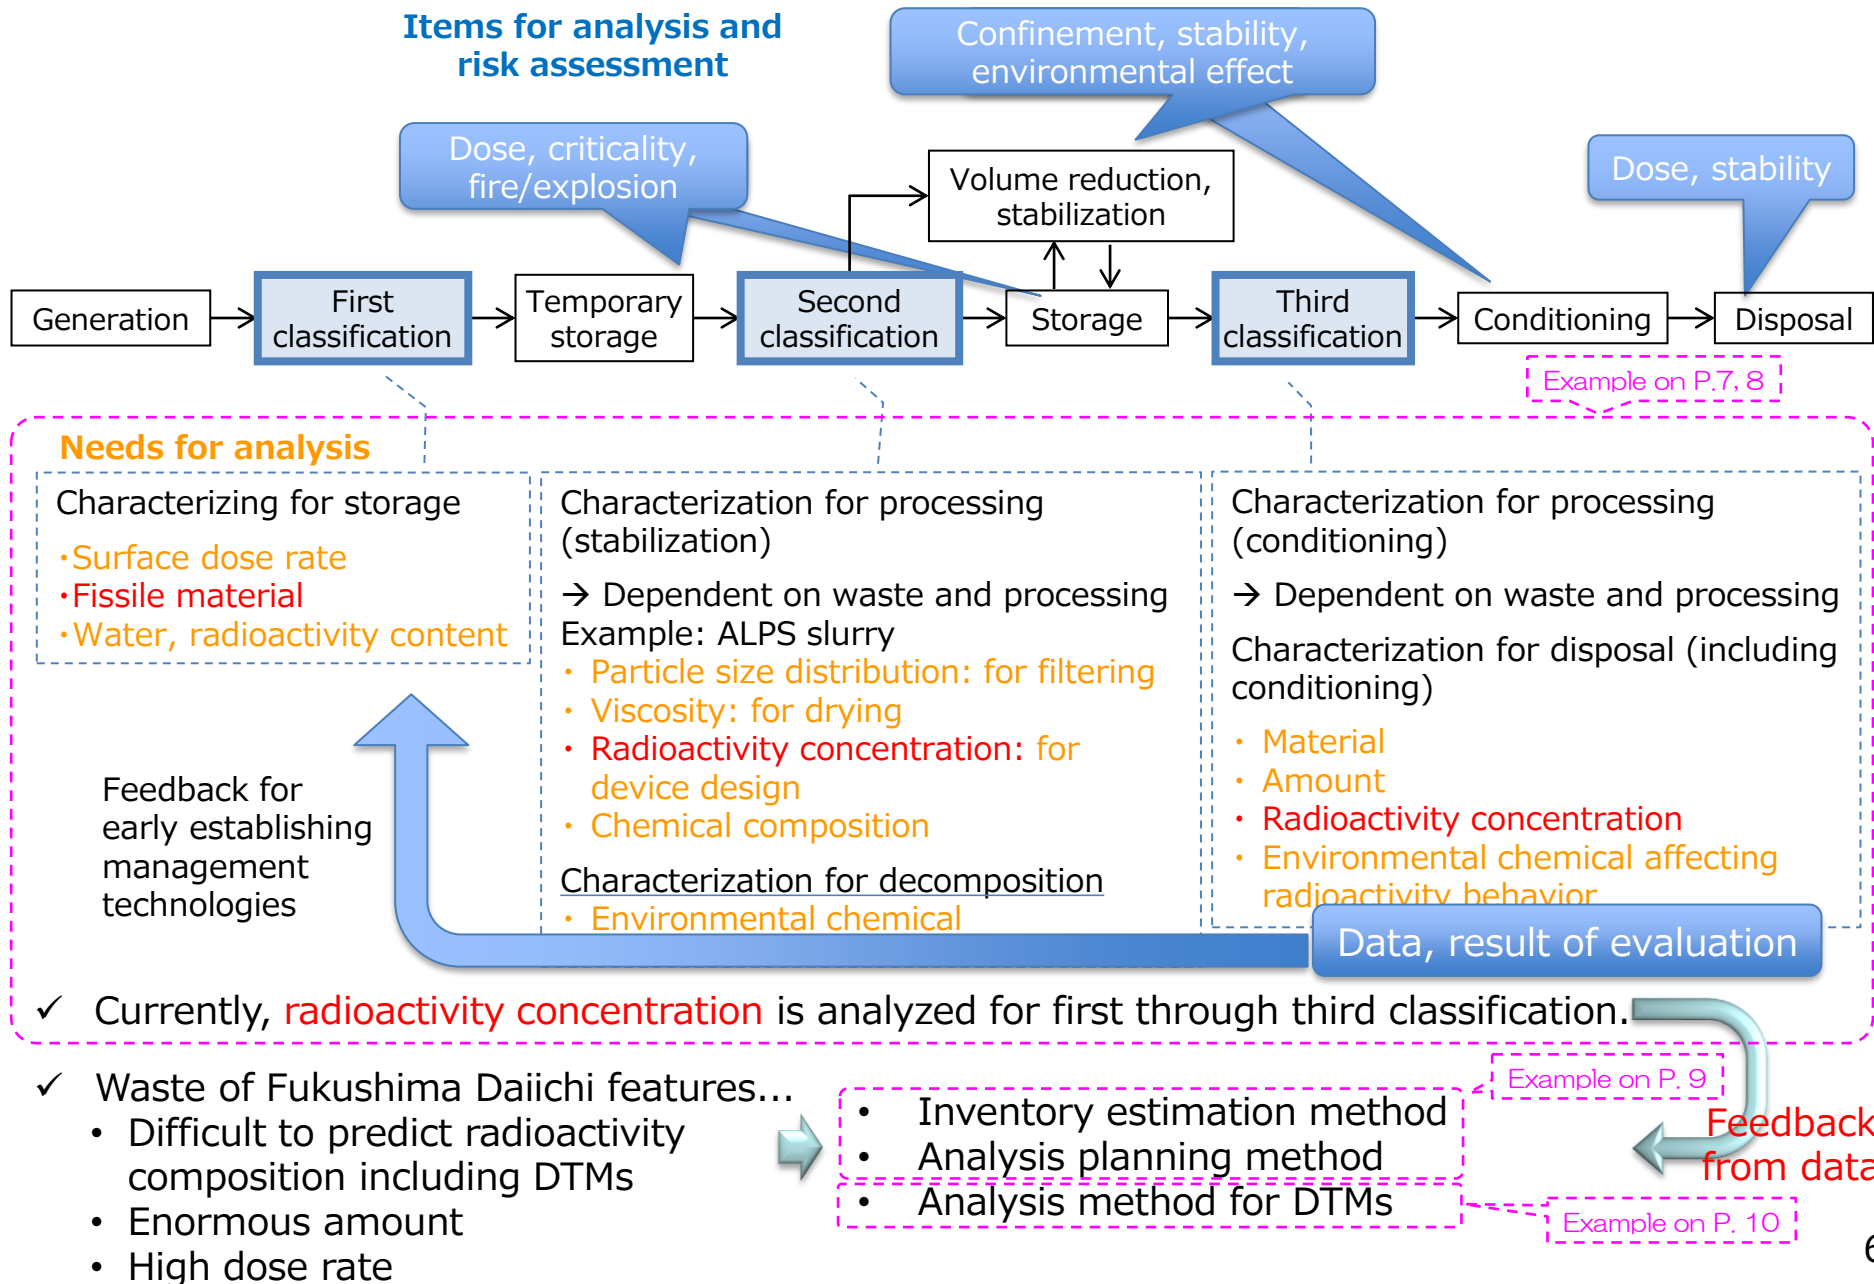 Items for analysis and
risk assessment
Confinement, stability,
environmental effect
Dose, criticality,
fire/explosion
Volume reduction,
stabilization
Dose, stability
Generation
First
classification
Temporary
storage
Second
classification
Storage
Third
classification
Conditioning
Disposal
Example on P.7, 8
Needs for analysis
Characterizing for storage
・Surface dose rate
・Fissile material
・Water, radioactivity content
Characterization for processing
(stabilization)
→ Dependent on waste and processing
Example: ALPS slurry
・ Particle size distribution: for filtering
・ Viscosity: for drying
・ Radioactivity concentration: for
device design
・ Chemical composition
Characterization for decomposition
・ Environmental chemical
Characterization for processing
(conditioning)
→ Dependent on waste and processing
Characterization for disposal (including
conditioning)
・ Material
・ Amount
・ Radioactivity concentration
・ Environmental chemical affecting
radioactivity behavior
Feedback for
early establishing
management
technologies
Data, result of evaluation
✓ Currently, radioactivity concentration is analyzed for first through third classification.
✓ Waste of Fukushima Daiichi features...
• Difficult to predict radioactivity
composition including DTMs
• Enormous amount
• High dose rate
• Inventory estimation method
• Analysis planning method
• Analysis method for DTMs
Example on P. 9
Feedback
from data
Example on P. 10
6